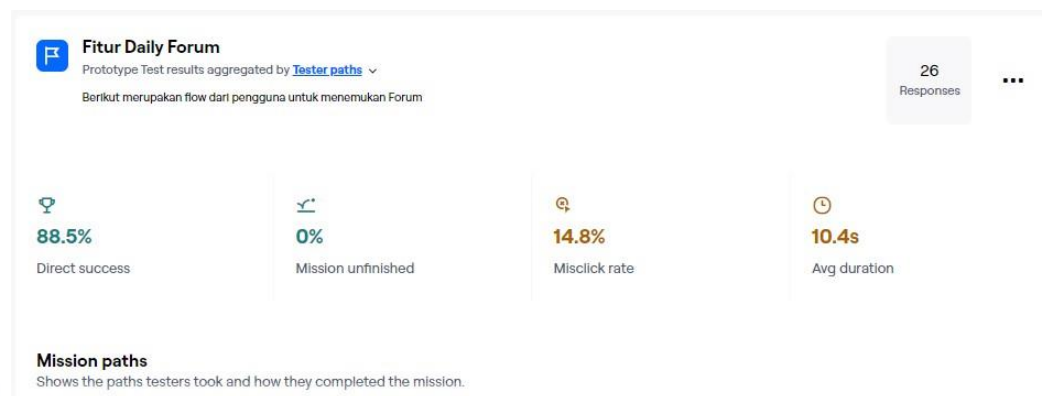 Fitur Daily Forum
Prototype Test results aggregated by Tester paths
Berikut merupakan flow dari pengguna untuk menemukan Forum
26
Responses
88.5%
Direct success
0%
Mission unfinished
14.8%
Misclick rate
10.4s
Avg duration
Mission paths
Shows the paths testers took and how they completed the mission.